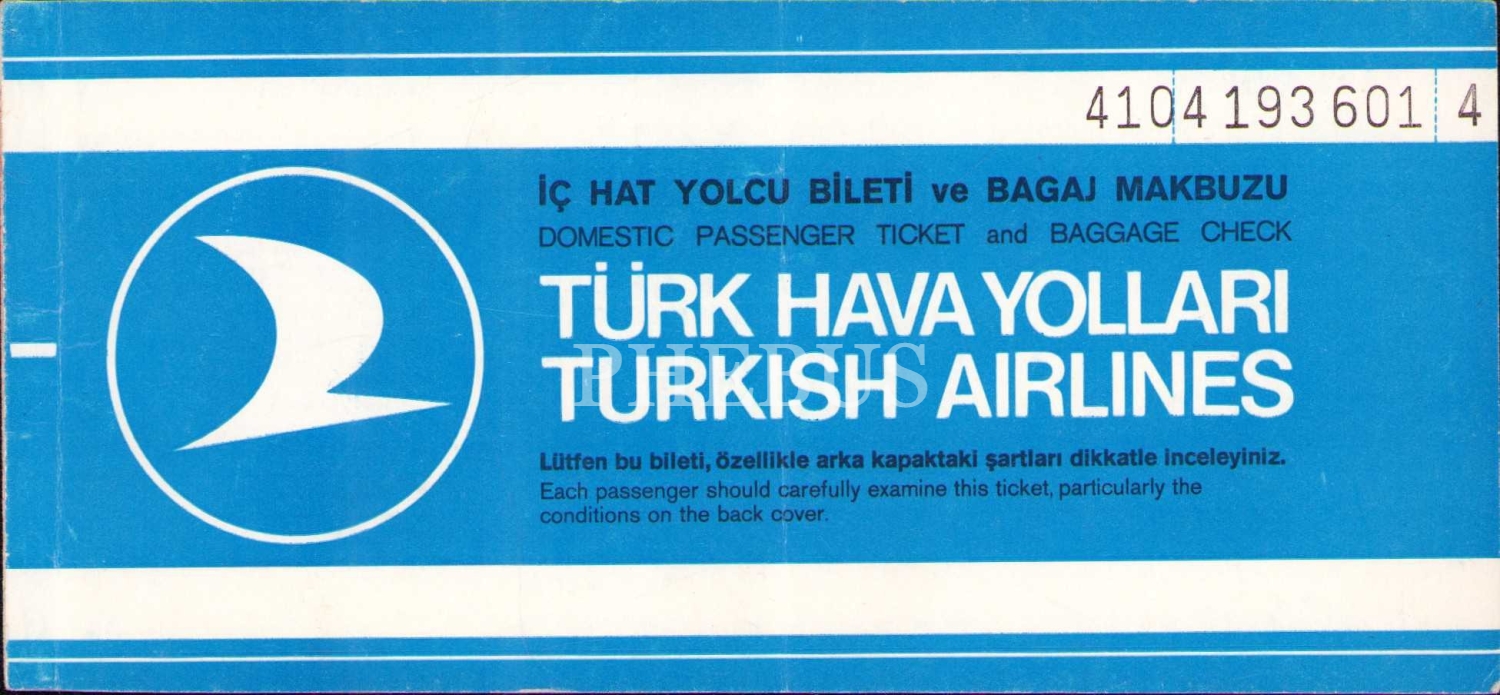 4104 193 601 4
İÇ HAT YOLCU BİLETİ ve BAGAJ MAKBUZU
DOMESTIC PASSENGER TICKET and BAGGAGE CHECK
TÜRK HAVA YOLLARI
PHEBUS
TURKISH AIRLINES
Lütfen bu bileti, özellikle arka kapaktaki şartları dikkatle inceleyiniz.
Each passenger should carefully examine this ticket, particularly the
conditions on the back cover.